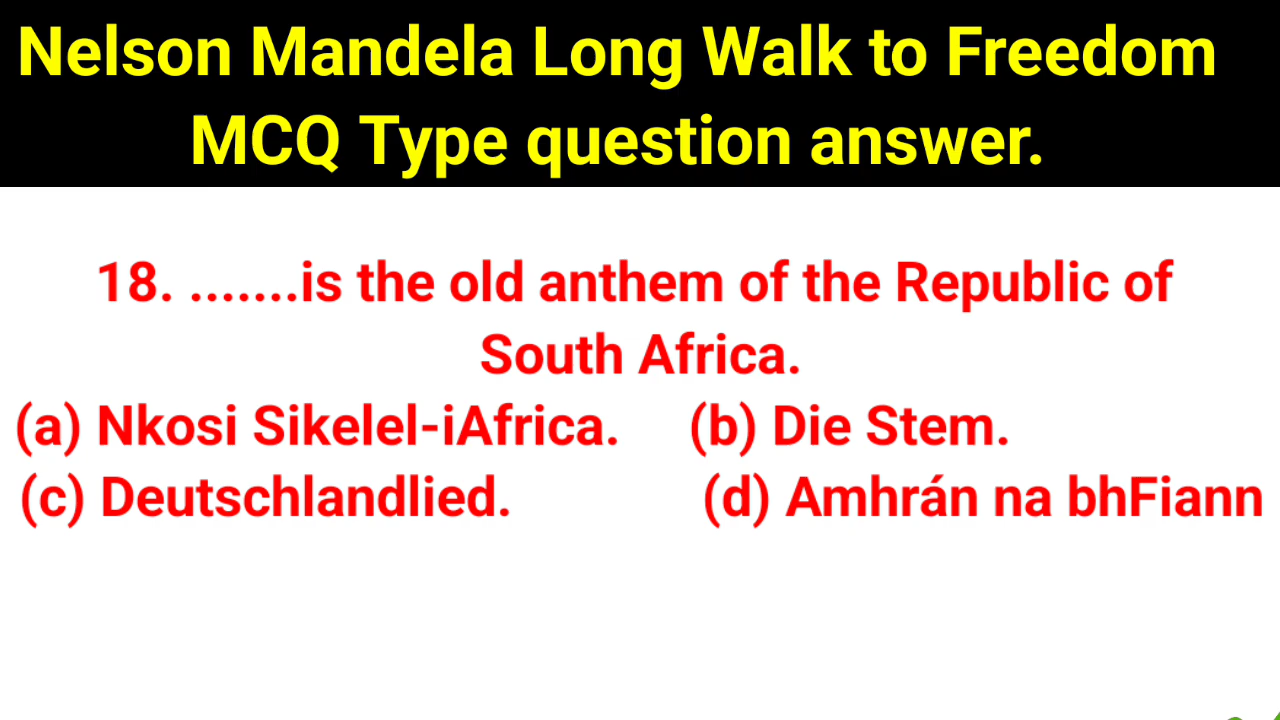 Nelson Mandela Long Walk to Freedom
MCQ Type question answer.
18. .......is the old anthem of the Republic of
South Africa.
(a) Nkosi Sikelel-iAfrica. (b) Die Stem.
(c) Deutschlandlied. (d) Amhrán na bhFiann